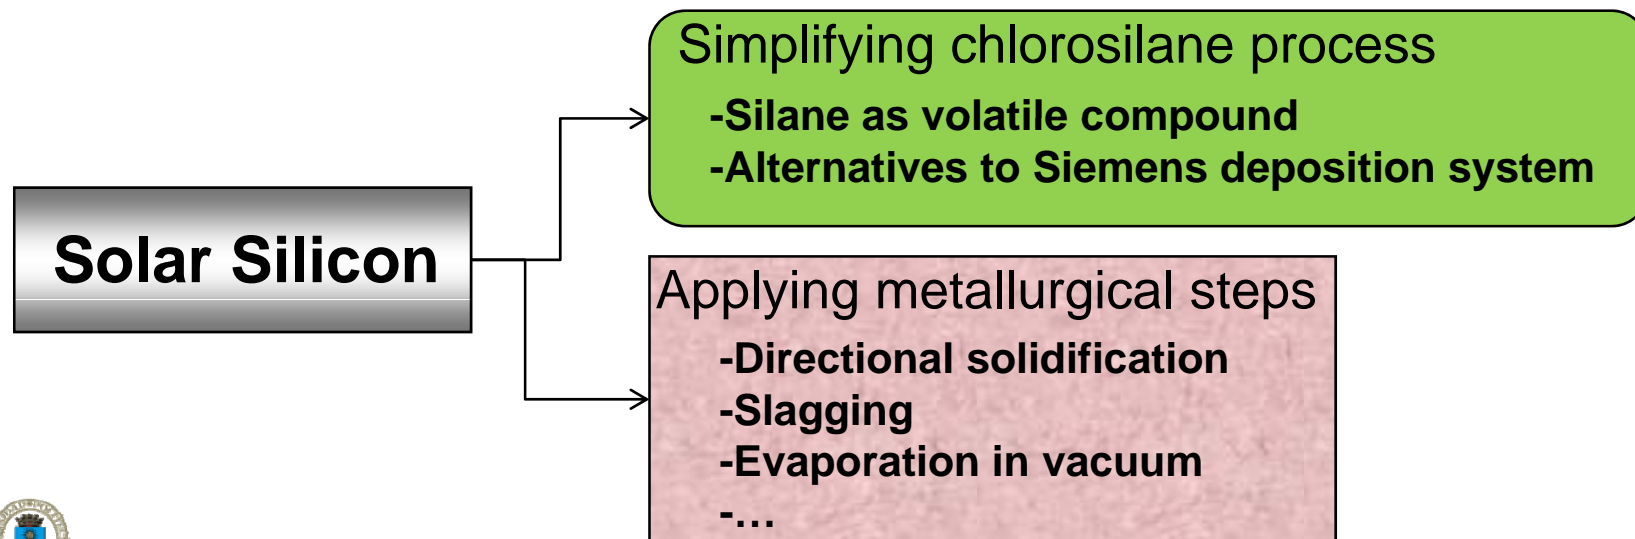 Simplifying chlorosilane process
-Silane as volatile compound
-Alternatives to Siemens deposition system
Solar Silicon
Applying metallurgical steps
-Directional solidification
-Slagging
-Evaporation in vacuum
-...